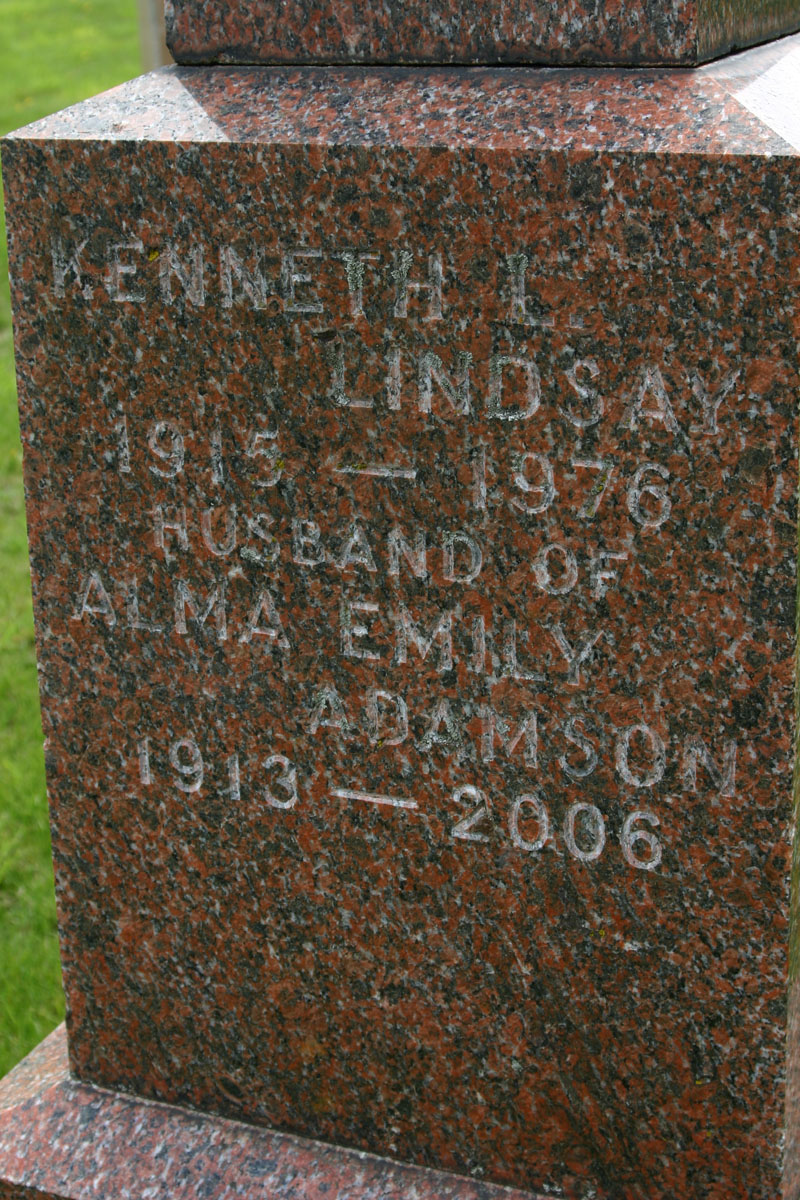 KENNETH L.
LINDSAY
1915 — 1976
HUSBAND OF
ALMA EMILY
ADAMSON
1913 — 2006